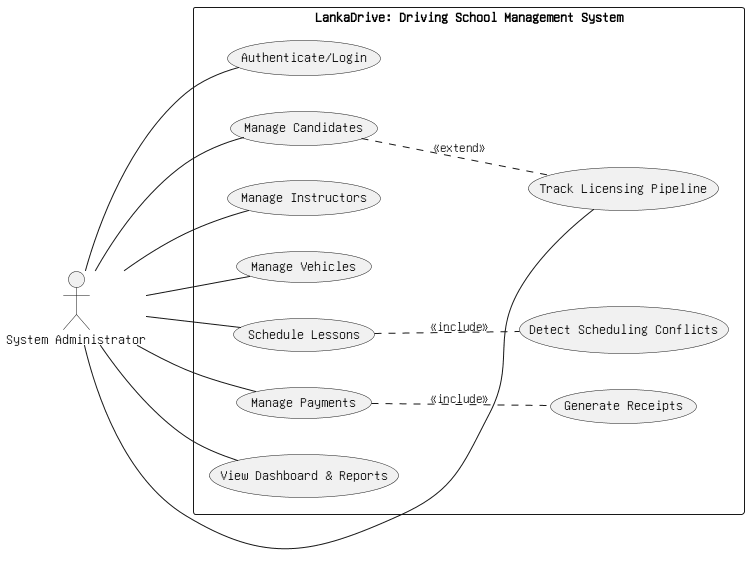 LankaDrive: Driving School Management System
Authenticate/Login
Manage Candidates
«extend»
Track Licensing Pipeline
Manage Instructors
Manage Vehicles
Schedule Lessons
«include»
Detect Scheduling Conflicts
System Administrator
Manage Payments
«include»
Generate Receipts
View Dashboard & Reports